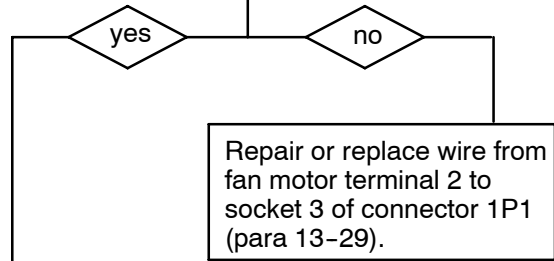 yes
no
Repair or replace wire from
fan motor terminal 2 to
socket 3 of connector 1P1
(para 13-29).